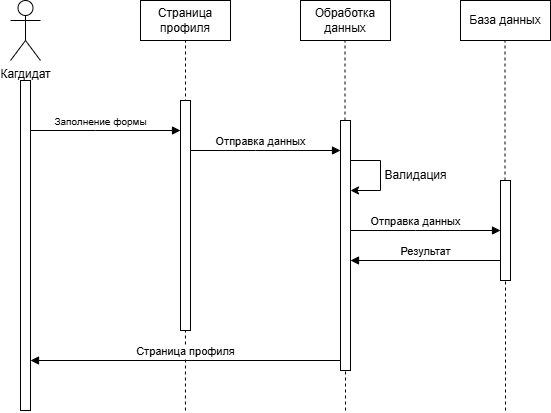 Страница
профиля
Обработка
данных
База данных
Кагдидат
Заполнение формы
Отправка данных
Валидация
Отправка данных
Результат
Страница профиля